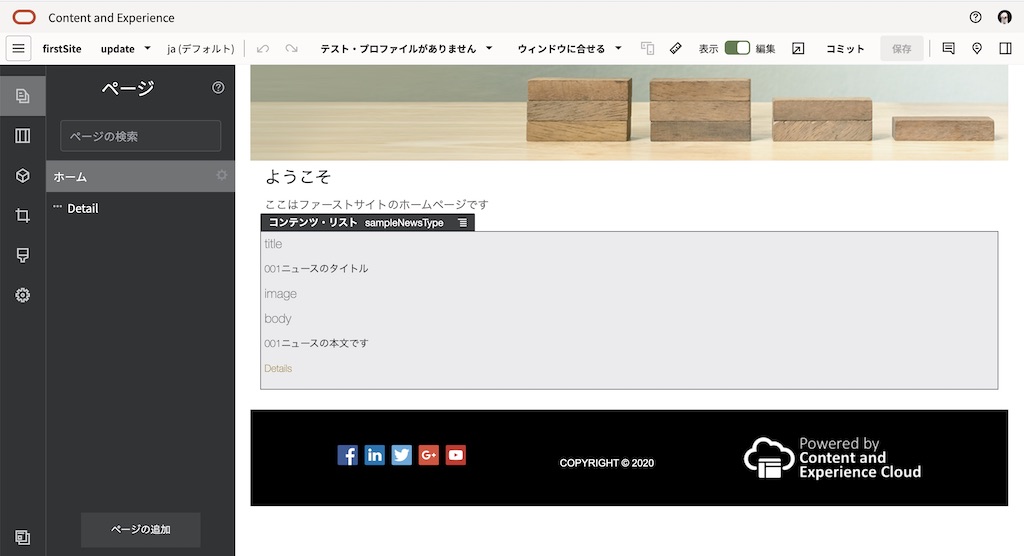 Content and Experience
firstSite
update
ja (デフォルト)
テスト・プロファイルがありません
ウィンドウに合せる
表示
編集
コミット
保存
ページ
ページの検索
ホーム
Detail
ページの追加
ようこそ
ここはファーストサイトのホームページです
コンテンツ・リスト sampleNewsType
title
001ニュースのタイトル
image
body
001ニュースの本文です
Details
COPYRIGHT © 2020
Powered by
Content and
Experience Cloud